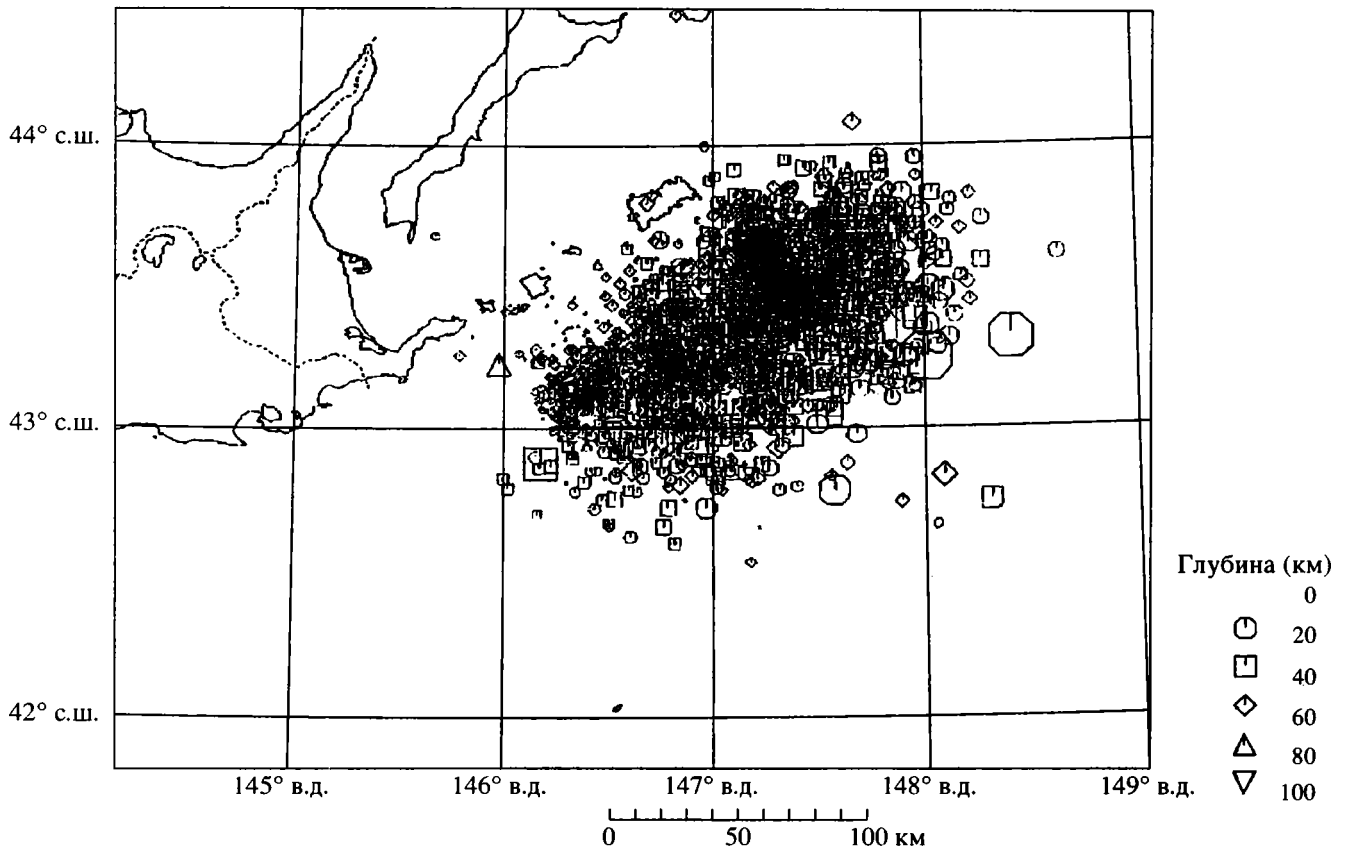 44° с.ш.
43° с.ш.
42° с.ш.
145° в.д.
146° в.д.
147° в.д.
148° в.д.
149° в.д.
0
50
100 км
Глубина (км)
0
20
40
60
80
100